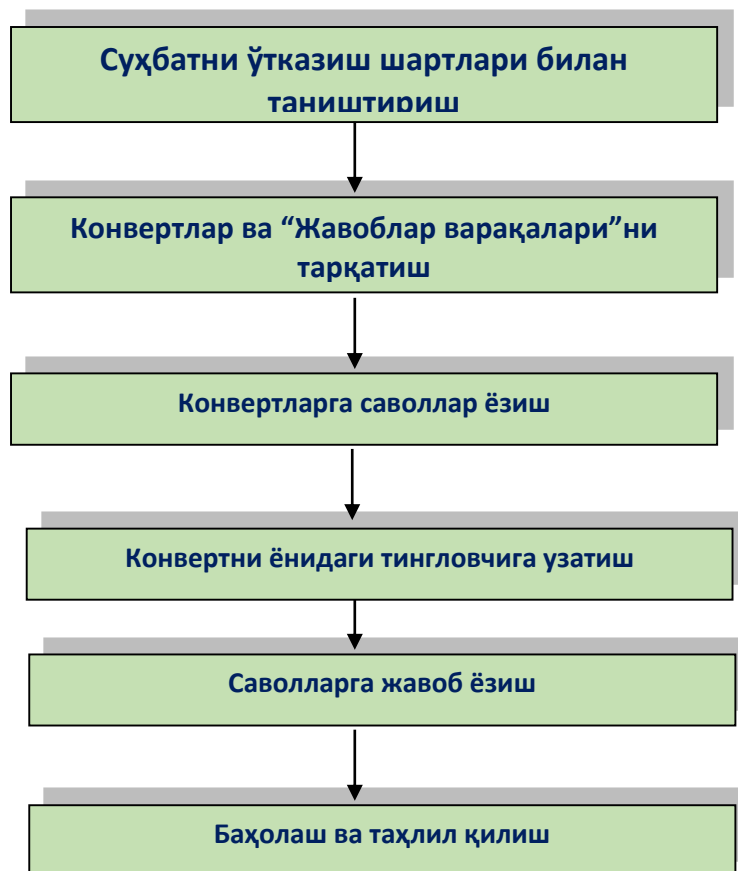 Суҳбатни ўтказиш шартлари билан
таништириш
Конвертлар ва “Жавоблар варақалари”ни
тарқатиш
Конвертларга саволлар ёзиш
Конвертни ёнидаги тингловчига узатиш
Саволларга жавоб ёзиш
Баҳолаш ва таҳлил қилиш